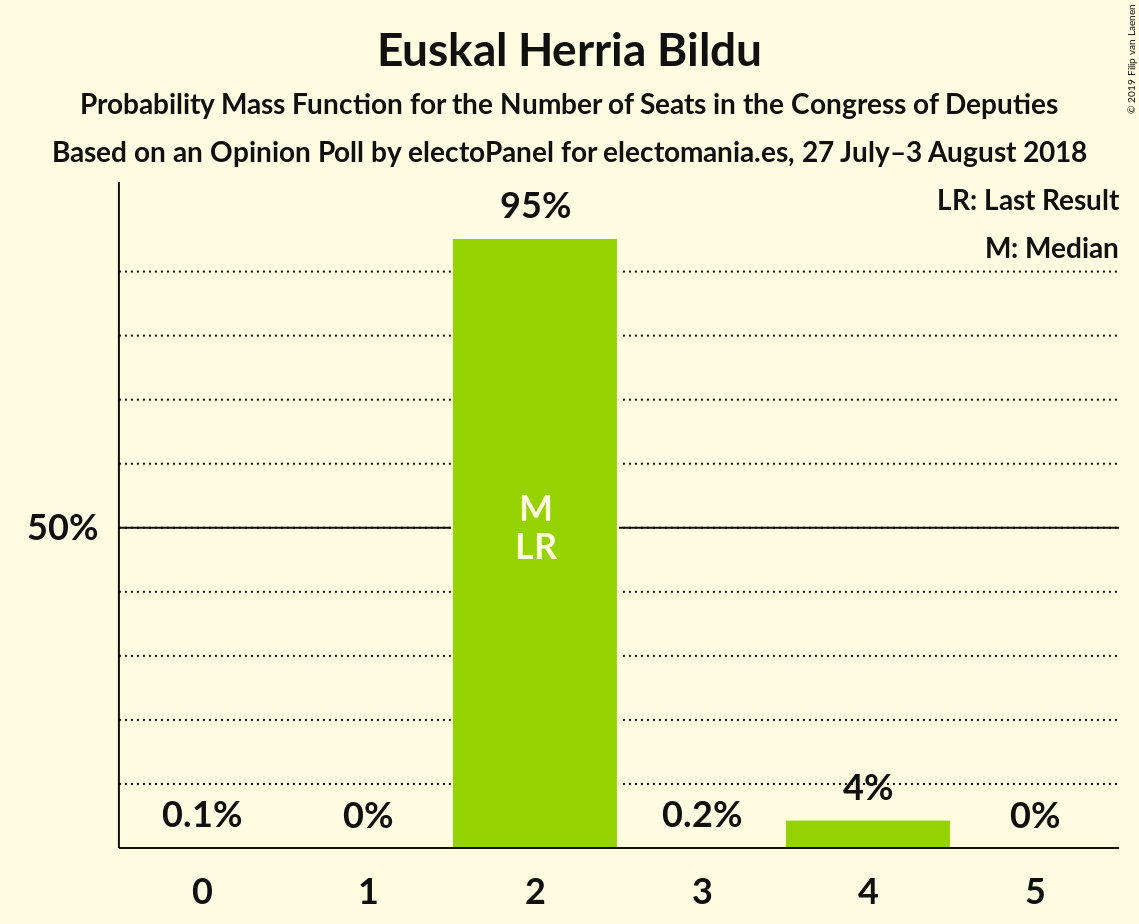 Euskal Herria Bildu
Probability Mass Function for the Number of Seats in the Congress of Deputies
Based on an Opinion Poll by electoPanel for electomania.es, 27 July–3 August 2018
© 2019 Filip van Laenen
LR: Last Result
M: Median
95%
50%
M
LR
0.1%
0%
0.2%
4%
0%
0
1
2
3
4
5